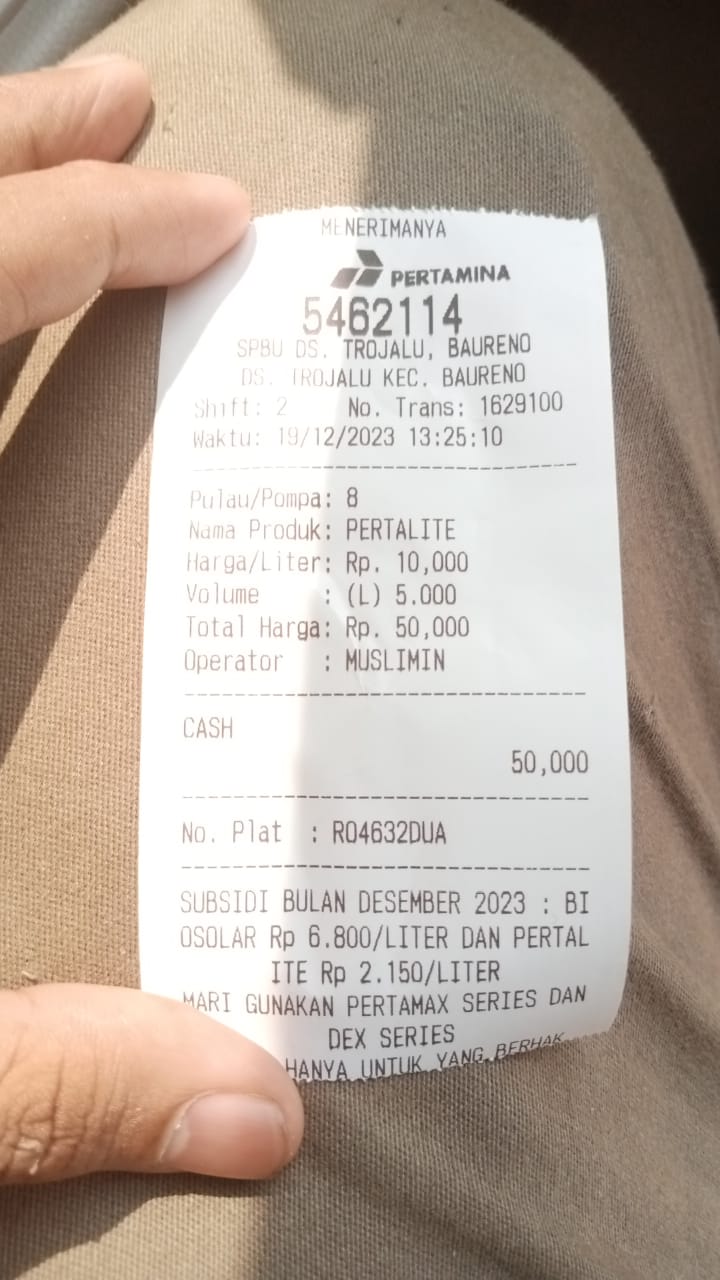 MENERIMANYA
PERTAMINA
5462114
SPBU DS. TROJALU, BAURENO
DS. TROJALU KEC. BAURENO
Shift: 2 No. Trans: 1629100
Waktu: 19/12/2023 13:25:10
Pulau/Pompa: 8
Nama Produk: PERTALITE
Harga/Liter: Rp. 10,000
Volume : (L) 5.000
Total Harga: Rp. 50,000
Operator : MUSLIMIN
CASH
50,000
No. Plat : RO4632DUA
SUBSIDI BULAN DESEMBER 2023 : BI
OSOLAR Rp 6.800/LITER DAN PERTAL
ITE Rp 2.150/LITER
MARI GUNAKAN PERTAMAX SERIES DAN
DEX SERIES
HANYA UNTUK YANG BERHAK